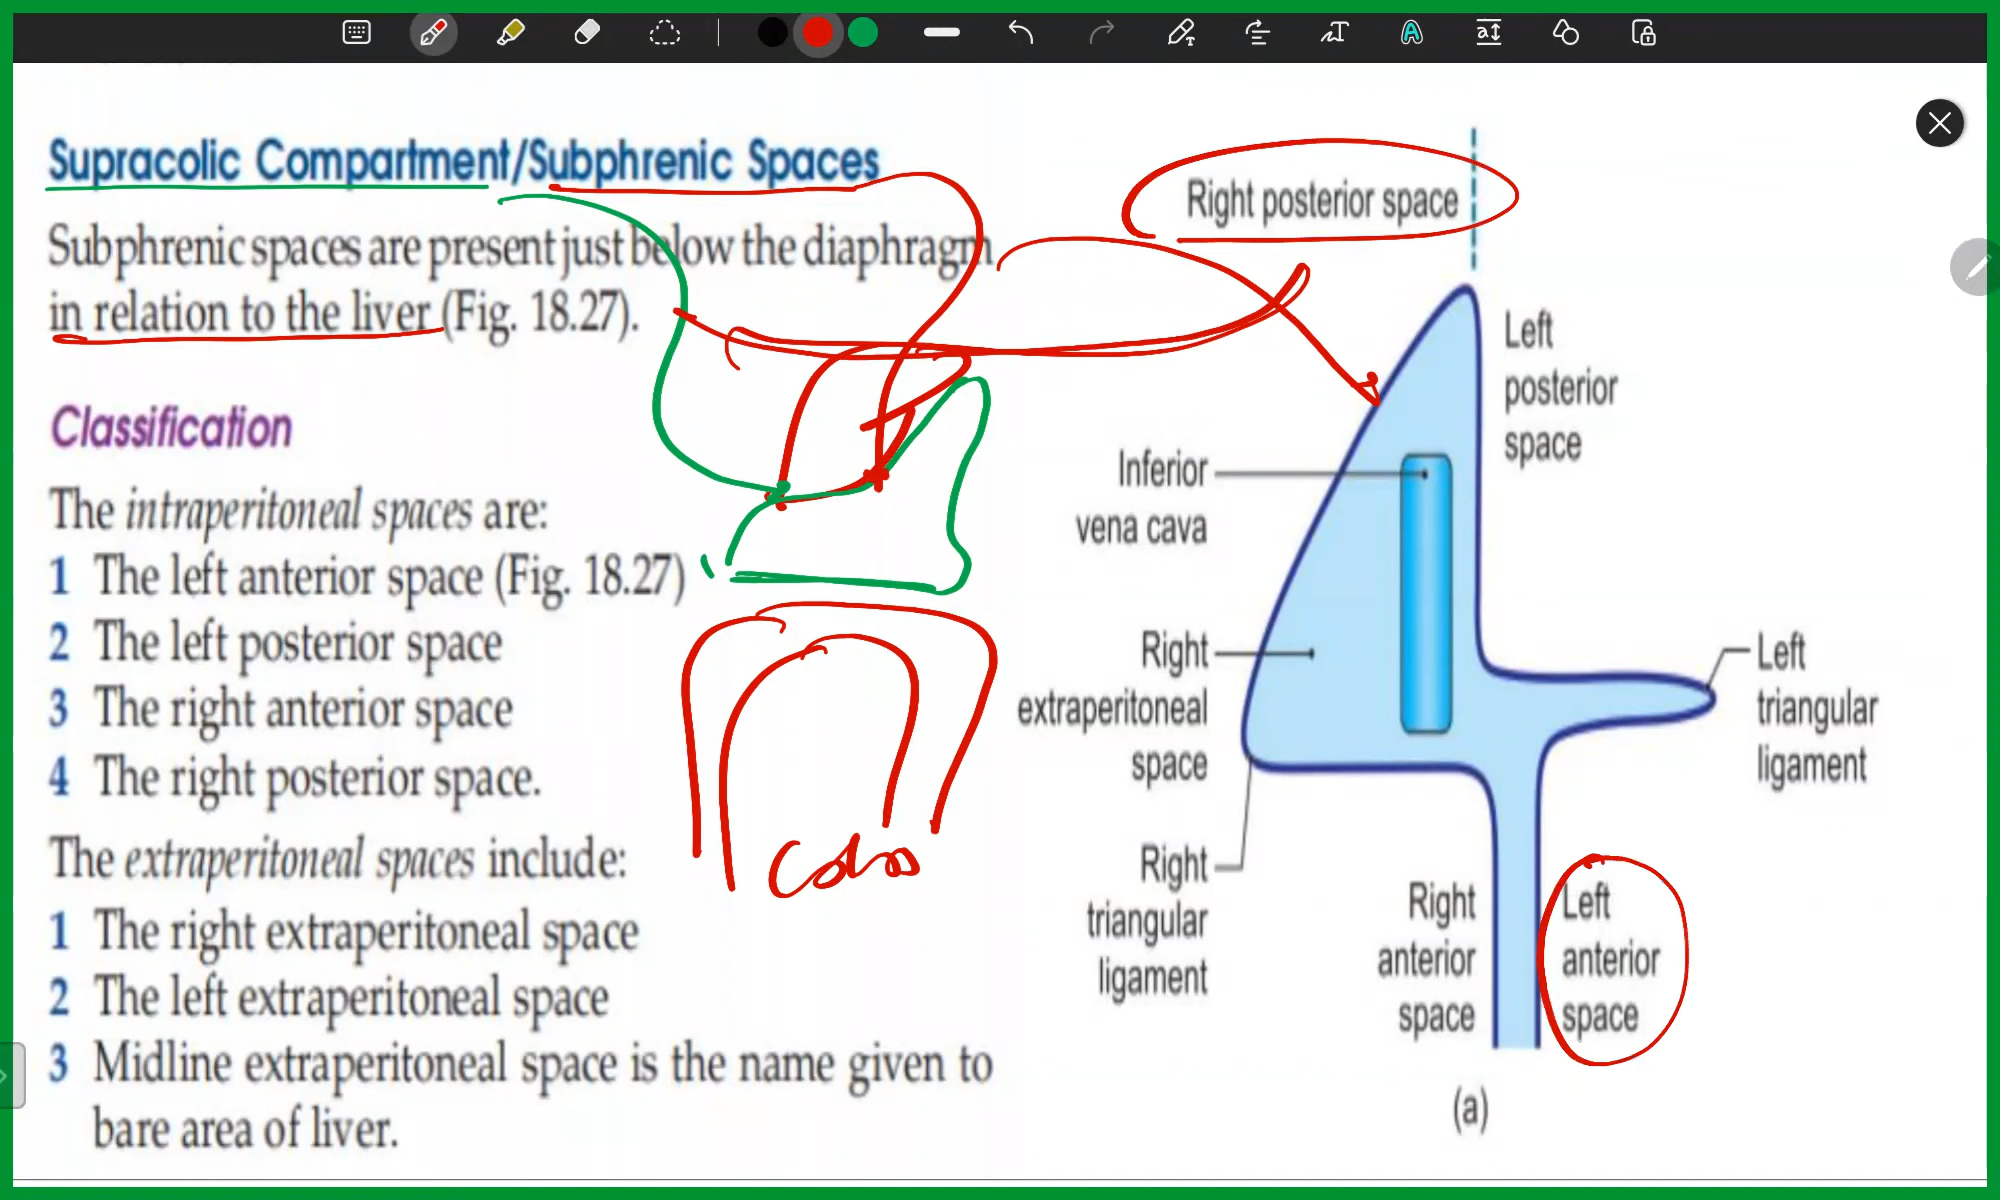 Supracolic Compartment/Subphrenic Spaces
Subphrenic spaces are present just below the diaphragm
in relation to the liver (Fig. 18.27).
Classification
The intraperitoneal spaces are:
1 The left anterior space (Fig. 18.27)
2 The left posterior space
3 The right anterior space
4 The right posterior space.
The extraperitoneal spaces include:
1 The right extraperitoneal space
2 The left extraperitoneal space
3 Midline extraperitoneal space is the name given to
bare area of liver.
Right posterior space
Left
posterior
space
Inferior
vena cava
Right
extraperitoneal
space
Left
triangular
ligament
Right
triangular
ligament
Right
anterior
space
Left
anterior
space
(a)